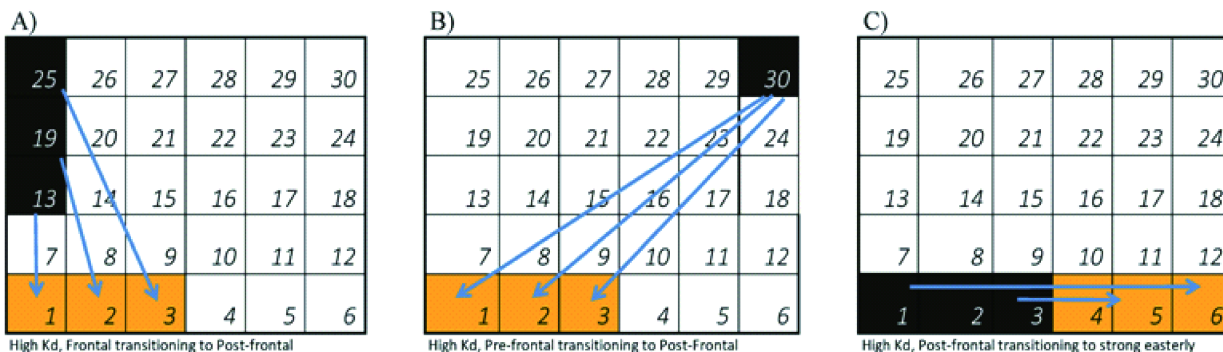 A) B) C)
25 26 27 28 29 30 25 26 27 28 29 30 25 26 27 28 29 30
19 20 21 22 23 24 19 20 21 22 23 24 19 20 21 22 23 24
13 14 15 16 17 18 13 14 15 16 17 18 13 14 15 16 17 18
7 8 9 10 11 12 7 8 9 10 11 12 7 8 9 10 11 12
1 2 3 4 5 6 1 2 3 4 5 6 1 2 3 4 5 6
High Kd, Frontal transitioning to Post-frontal High Kd, Pre-frontal transitioning to Post-Frontal High Kd, Post-frontal transitioning to strong easterly